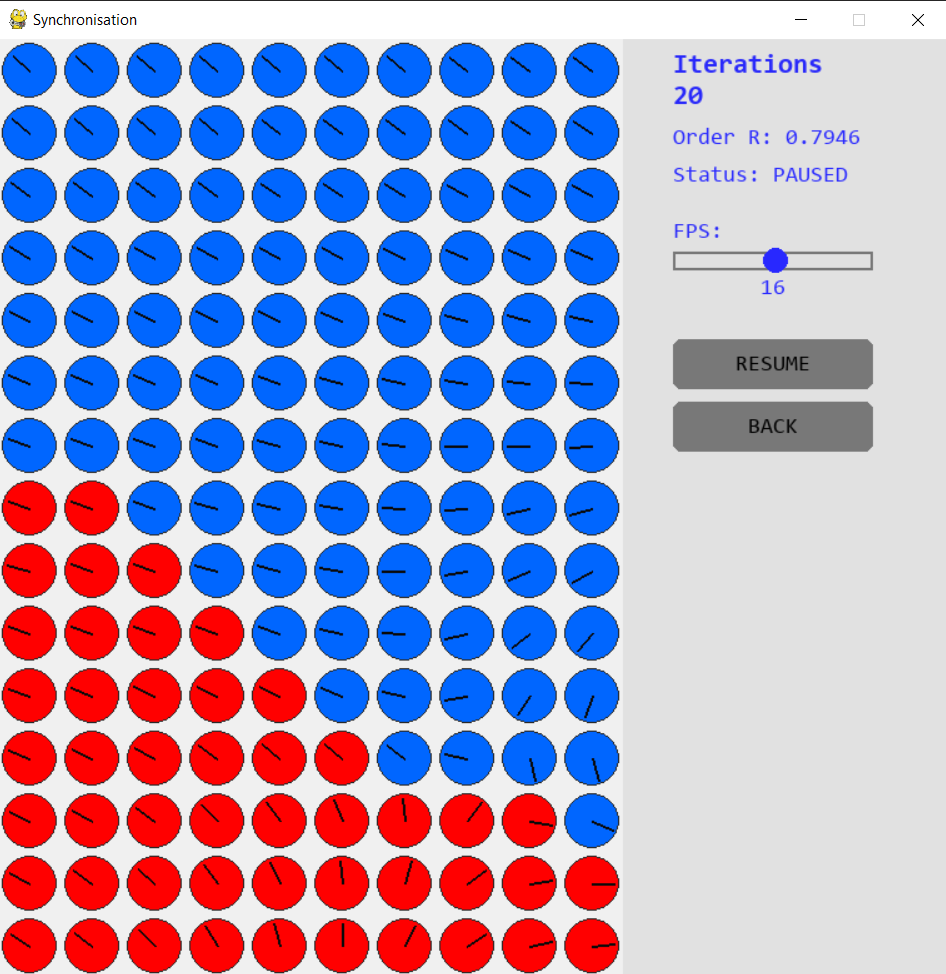 Synchronisation
Iterations
20
Order R: 0.7946
Status: PAUSED
FPS:
16
RESUME
BACK